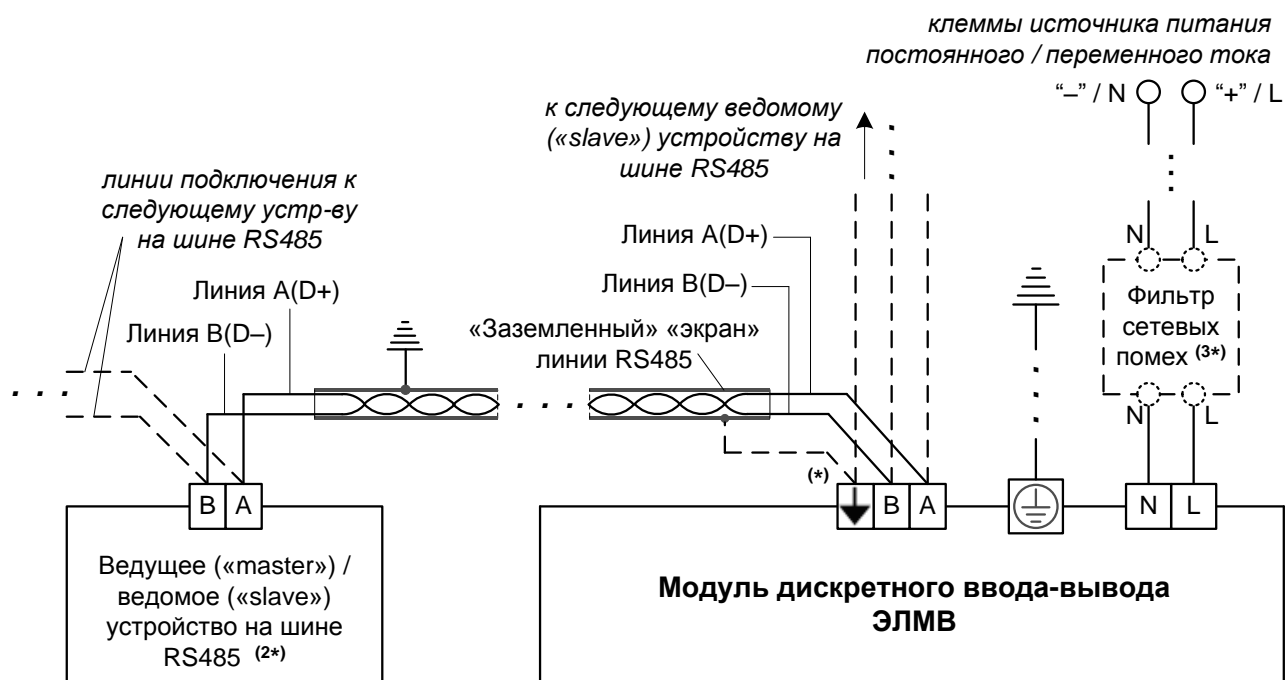 клеммы источника питания
постоянного / переменного тока
“–” / N
“+” / L
к следующему ведомому
(«slave») устройству на
шине RS485
линии подключения к
следующему устр-ву
на шине RS485
Линия A(D+)
Линия B(D–)
Линия A(D+)
Линия B(D–)
«Заземленный» «экран»
линии RS485
N
L
Фильтр
сетевых
помех (3*)
N
L
(*)
B
A
B
A
N
L
Ведущее («master») /
ведомое («slave»)
устройство на шине
RS485 (2*)
Модуль дискретного ввода-вывода
ЭЛМВ